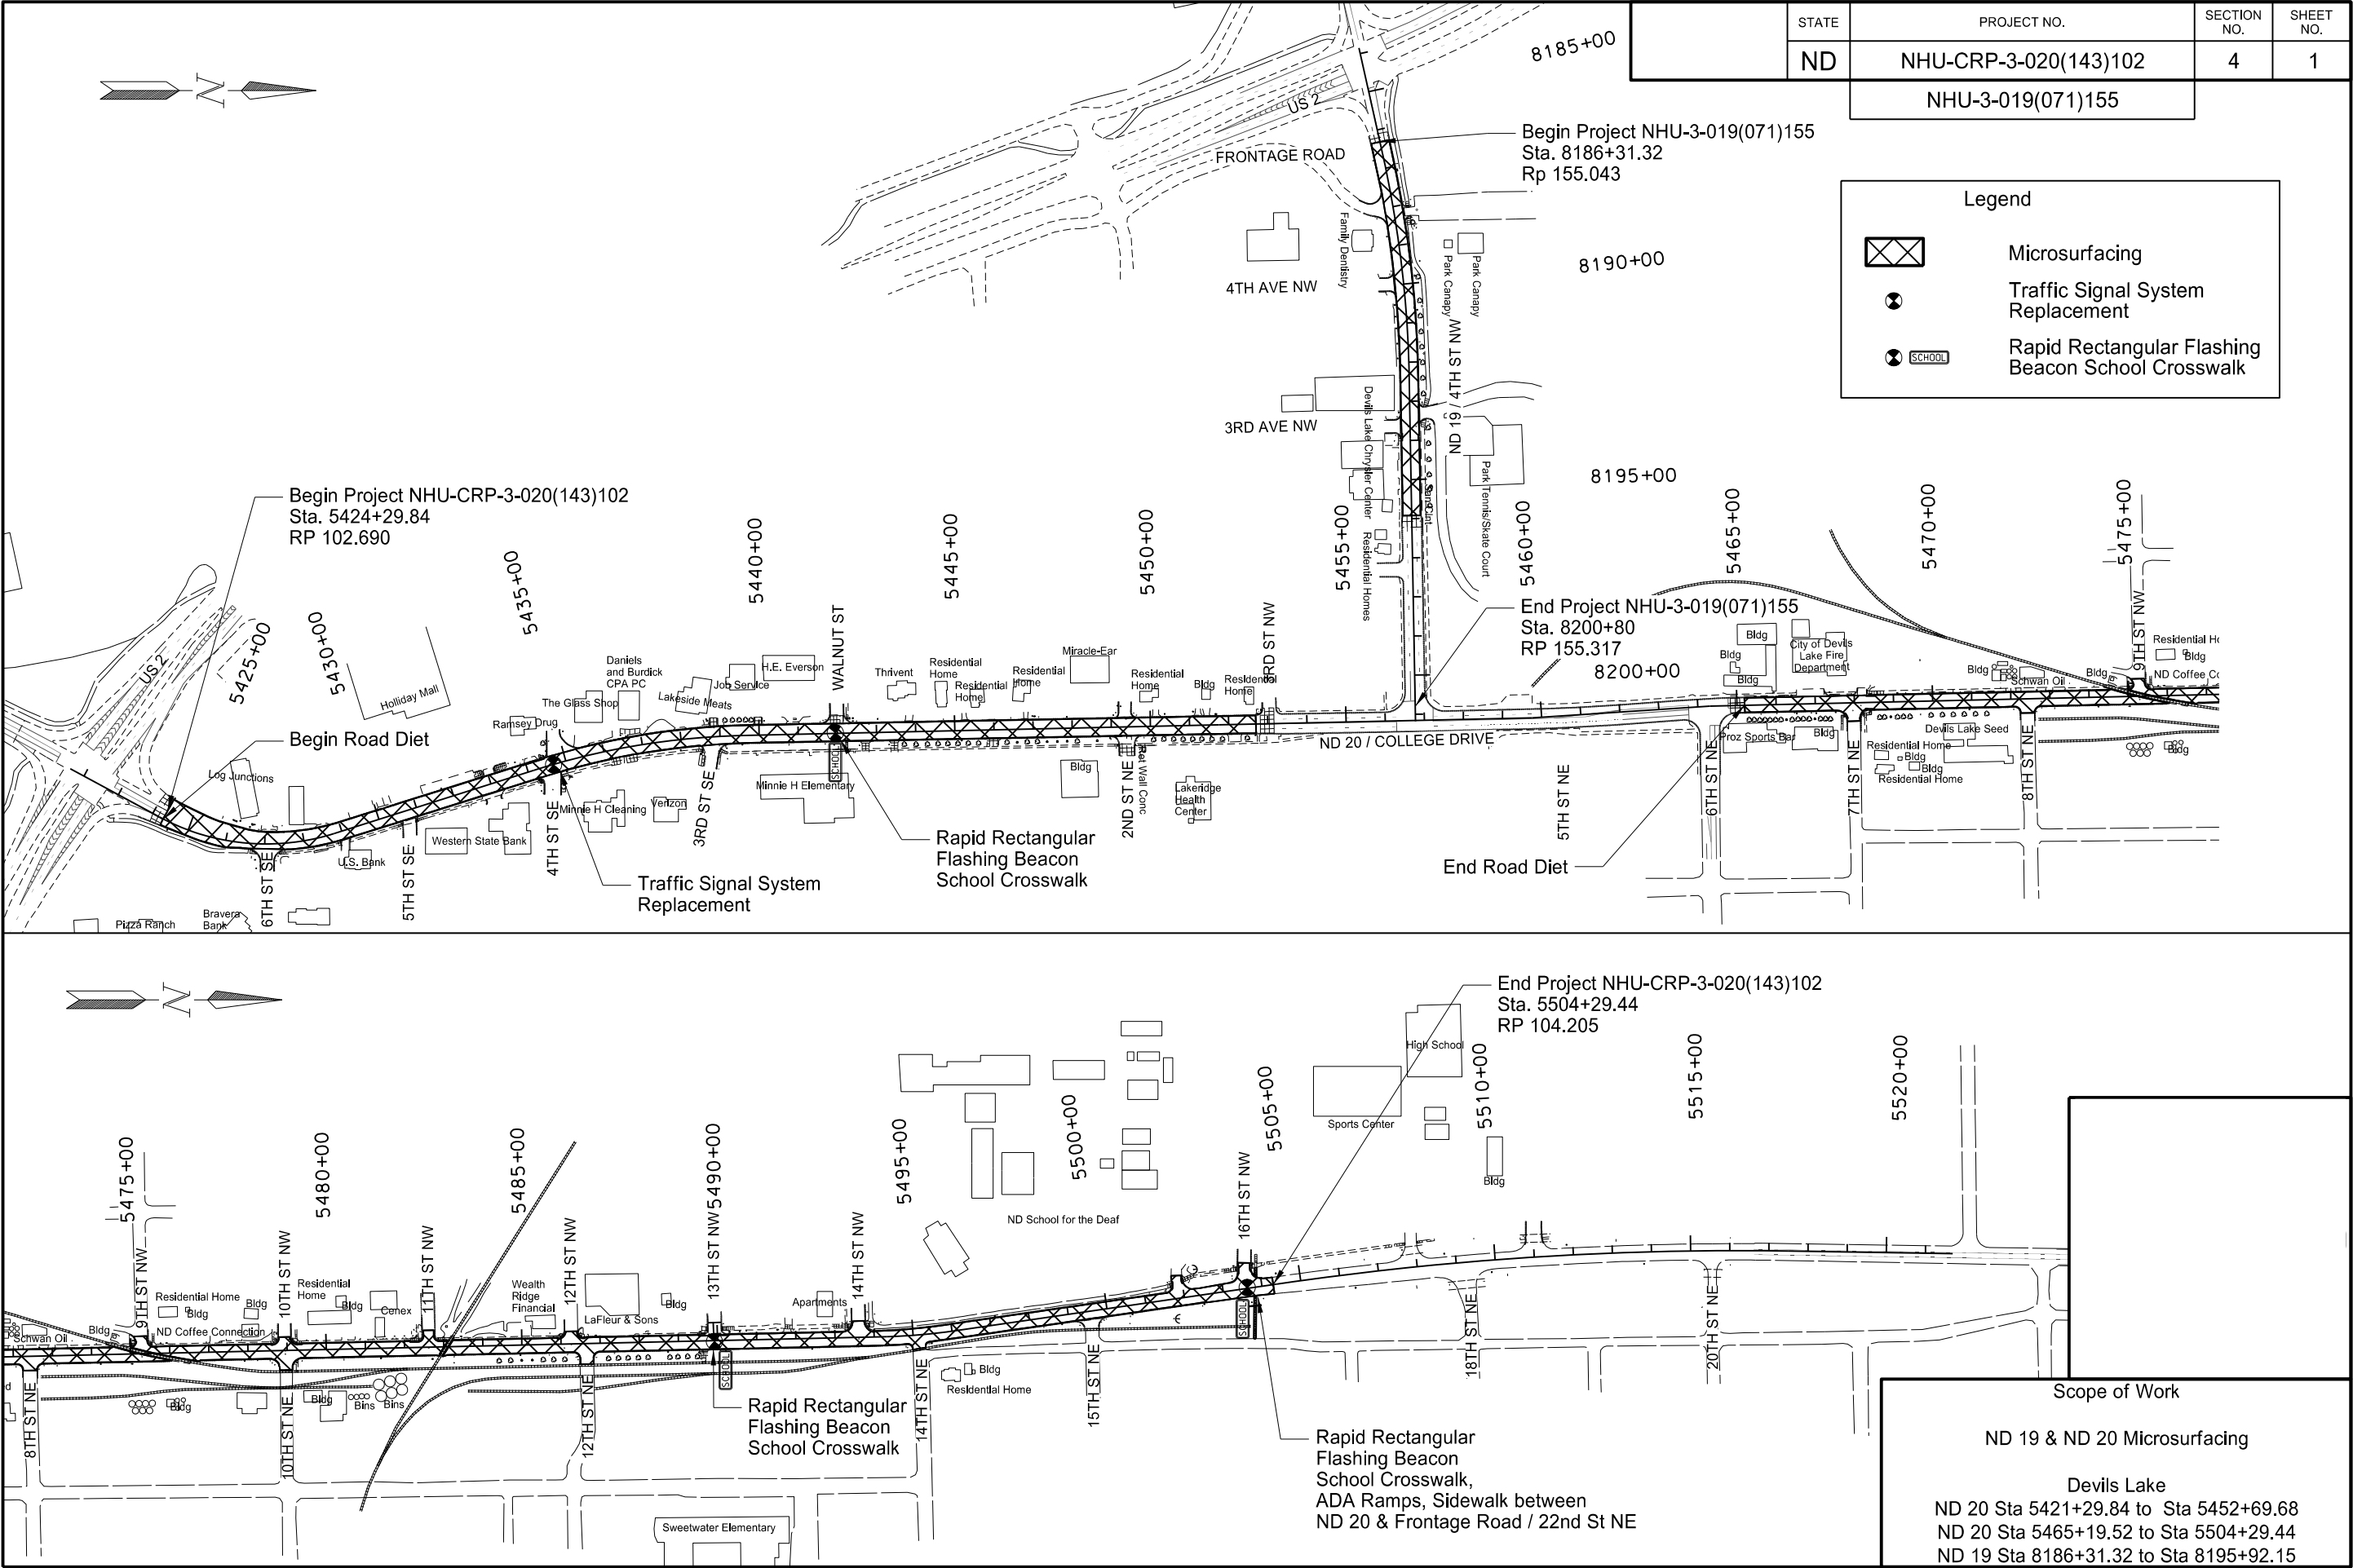 STATE
PROJECT NO.
SECTION
NO.
SHEET
NO.
ND
NHU-CRP-3-020(143)102
4
1
NHU-3-019(071)155
Legend
Microsurfacing
Traffic Signal System
Replacement
SCHOOL
Rapid Rectangular Flashing
Beacon School Crosswalk
N
8185+00
US 2
FRONTAGE ROAD
Begin Project NHU-3-019(071)155
Sta. 8186+31.32
Rp 155.043
Family Dentistry
Park Canopy
Park Canopy
4TH AVE NW
8190+00
ND 19 / 4TH ST NW
3RD AVE NW
Devils Lake Chrysler Center
Residential Homes
Park Tennis/Skate Court
8195+00
Begin Project NHU-CRP-3-020(143)102
Sta. 5424+29.84
RP 102.690
5425+00
5430+00
5435+00
5440+00
5445+00
5450+00
5455+00
5460+00
5465+00
5470+00
5475+00
End Project NHU-3-019(071)155
Sta. 8200+80
RP 155.317
8200+00
US 2
Begin Road Diet
Holliday Mall
Log Junctions
Ramsey Drug
The Glass Shop
Daniels
and Burdick
CPA PC
Lakeside Meats
Job Service
H.E. Everson
WALNUT ST
Thrivent
Residential
Home
Residential
Home
Residential
Home
Miracle-Ear
Residential
Home
Bldg
Residential
Home
3RD ST NW
ND 20 / COLLEGE DRIVE
Bldg
Bldg
Bldg
City of Devils
Lake Fire
Department
Bldg
Schwan Oil
Bldg
9TH ST NW
Residential Ho
Bldg
ND Coffee Co
6TH ST SE
U.S. Bank
5TH ST SE
Western State Bank
4TH ST SE
Minnie H Cleaning
Verizon
3RD ST SE
Minnie H Elementary
SCHOOL
Bldg
2ND ST NE
Ret Wall Conc
Lakeridge
Health
Center
5TH ST NE
6TH ST NE
Proz Sports Bar
Bldg
7TH ST NE
Residential Home
Bldg
Bldg
Residential Home
Devils Lake Seed
8TH ST NE
Bldg
Pizza Ranch
Bravera
Bank
Traffic Signal System
Replacement
Rapid Rectangular
Flashing Beacon
School Crosswalk
End Road Diet
N
End Project NHU-CRP-3-020(143)102
Sta. 5504+29.44
RP 104.205
5475+00
5480+00
5485+00
5490+00
5495+00
5500+00
5505+00
5510+00
5515+00
5520+00
High School
Sports Center
Bldg
ND School for the Deaf
Schwan Oil
Bldg
9TH ST NW
Residential Home
Bldg
Bldg
ND Coffee Connection
10TH ST NW
Residential
Home
Bldg
Cenex
11TH ST NW
Wealth
Ridge
Financial
12TH ST NW
LaFleur & Sons
Bldg
13TH ST NW
Apartments
14TH ST NW
16TH ST NW
8TH ST NE
Bldg
10TH ST NE
Bldg
Bins
Bins
12TH ST NE
SCHOOL
14TH ST NE
Bldg
Residential Home
15TH ST NE
SCHOOL
18TH ST NE
20TH ST NE
Rapid Rectangular
Flashing Beacon
School Crosswalk
Rapid Rectangular
Flashing Beacon
School Crosswalk,
ADA Ramps, Sidewalk between
ND 20 & Frontage Road / 22nd St NE
Sweetwater Elementary
Scope of Work
ND 19 & ND 20 Microsurfacing
Devils Lake
ND 20 Sta 5421+29.84 to Sta 5452+69.68
ND 20 Sta 5465+19.52 to Sta 5504+29.44
ND 19 Sta 8186+31.32 to Sta 8195+92.15